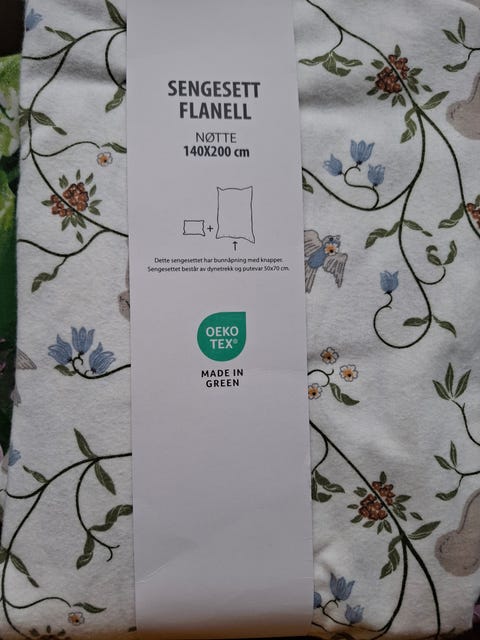 SENGESETT
FLANELL
NØTTE
140X200 cm
+
Dette sengesettet har bunnåpning med knapper.
Sengesettet består av dynetrekk og putevar 50x70 cm.
OEKO
TEX®
MADE IN
GREEN